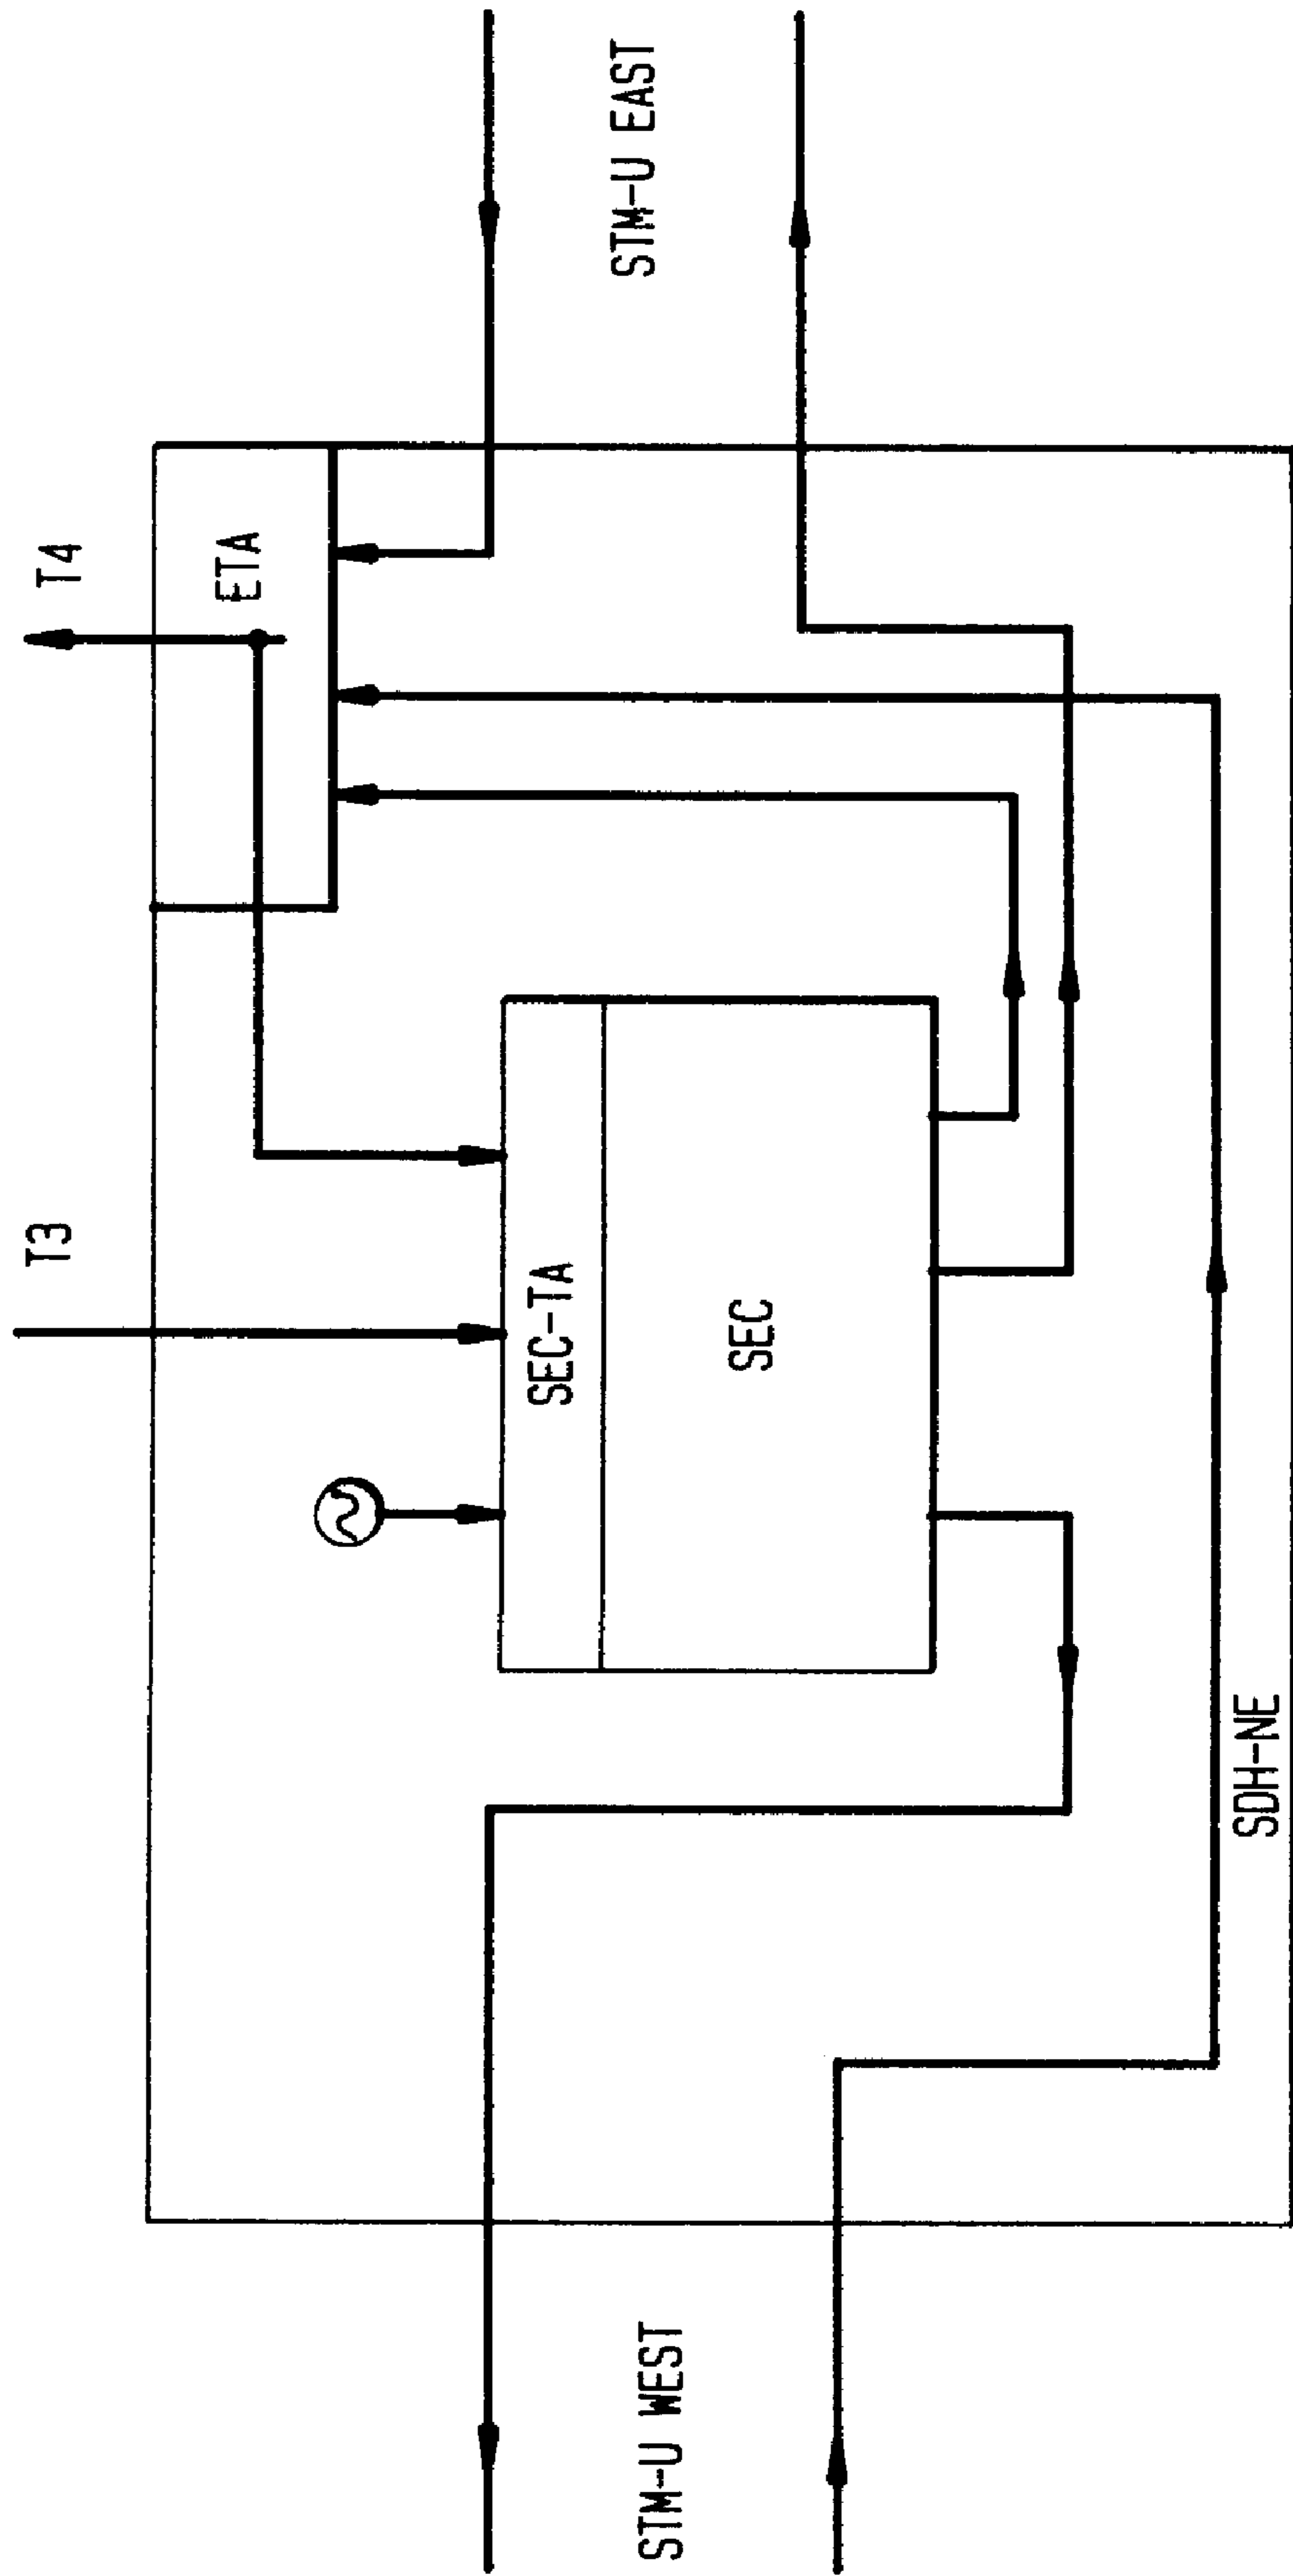 T3
T4
ETA
SEC-TA
SEC
STM-U WEST
STM-U EAST
SDH-NE